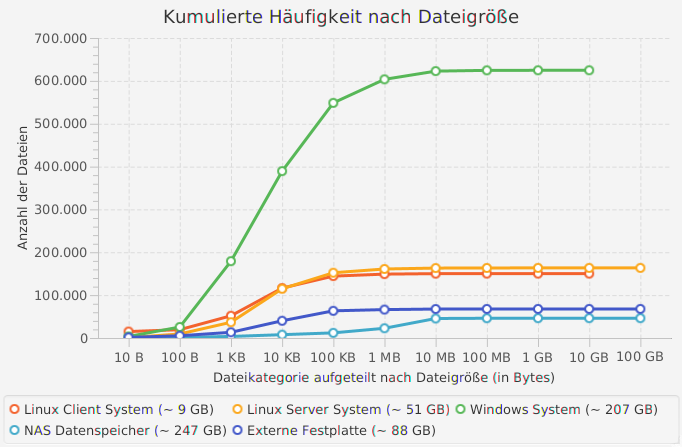 Kumulierte Häufigkeit nach Dateigröße
700.000
600.000
500.000
400.000
300.000
200.000
100.000
0
Anzahl der Dateien
10 B 100 B 1 KB 10 KB 100 KB 1 MB 10 MB 100 MB 1 GB 10 GB 100 GB
Dateikategorie aufgeteilt nach Dateigröße (in Bytes)
Linux Client System (~ 9 GB) Linux Server System (~ 51 GB) Windows System (~ 207 GB)
NAS Datenspeicher (~ 247 GB) Externe Festplatte (~ 88 GB)